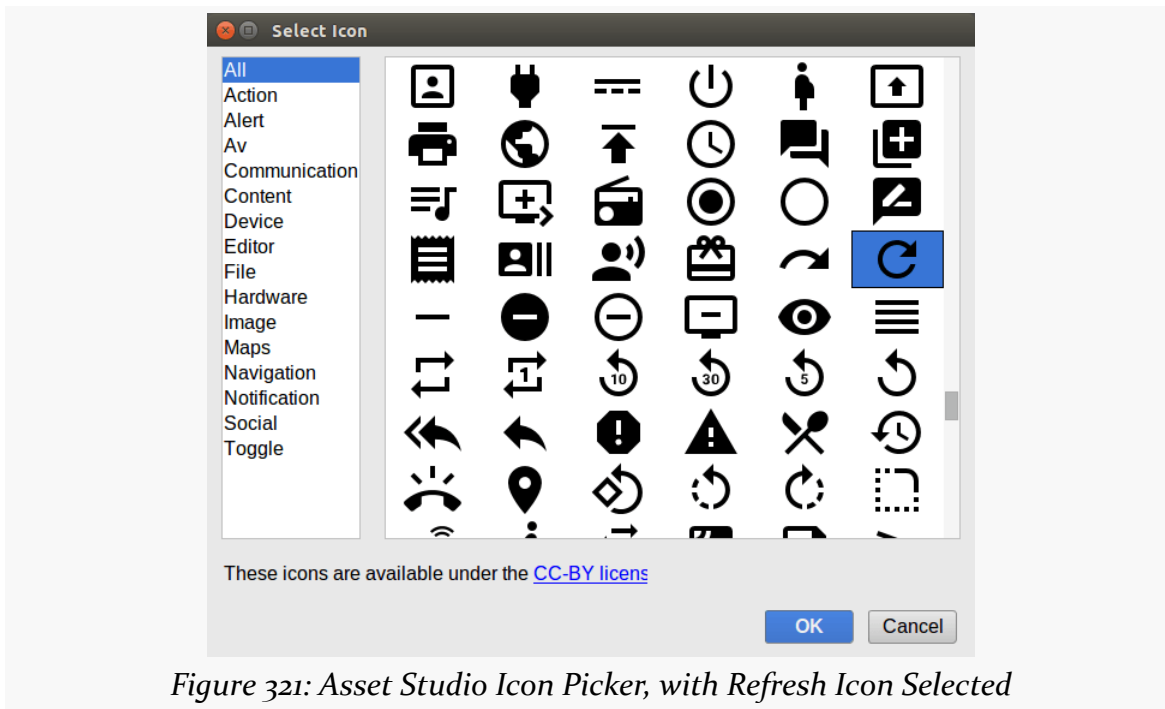 Select Icon
All
Action
Alert
Av
Communication
Content
Device
Editor
File
Hardware
Image
Maps
Navigation
Notification
Social
Toggle
1
10
30
5
These icons are available under the CC-BY licens
OK
Cancel
Figure 321: Asset Studio Icon Picker, with Refresh Icon Selected